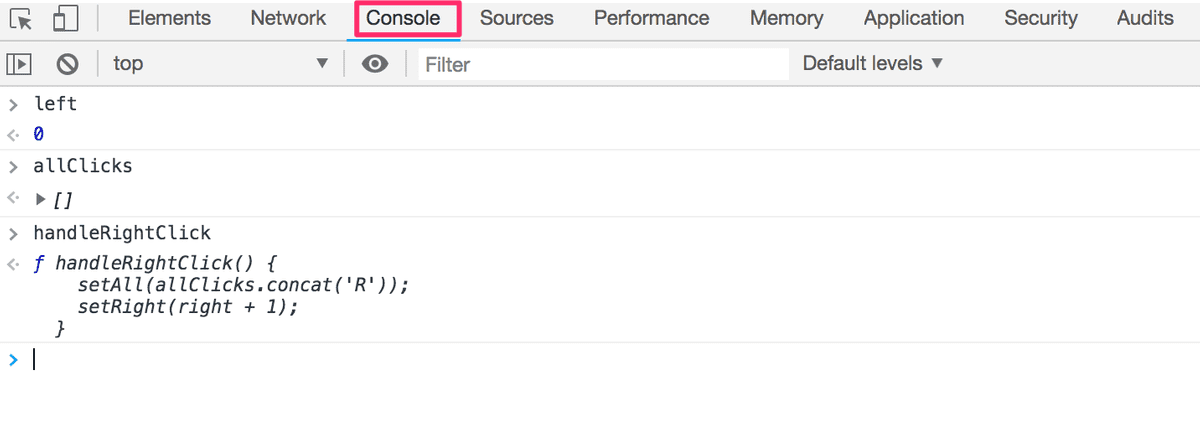 Elements Network Console Sources Performance Memory Application Security Audits
top ▼ Filter Default levels ▼
> left
<· 0
> allClicks
<· ▶ []
> handleRightClick
<· ƒ handleRightClick() {
setAll(allClicks.concat('R'));
setRight(right + 1);
}
>